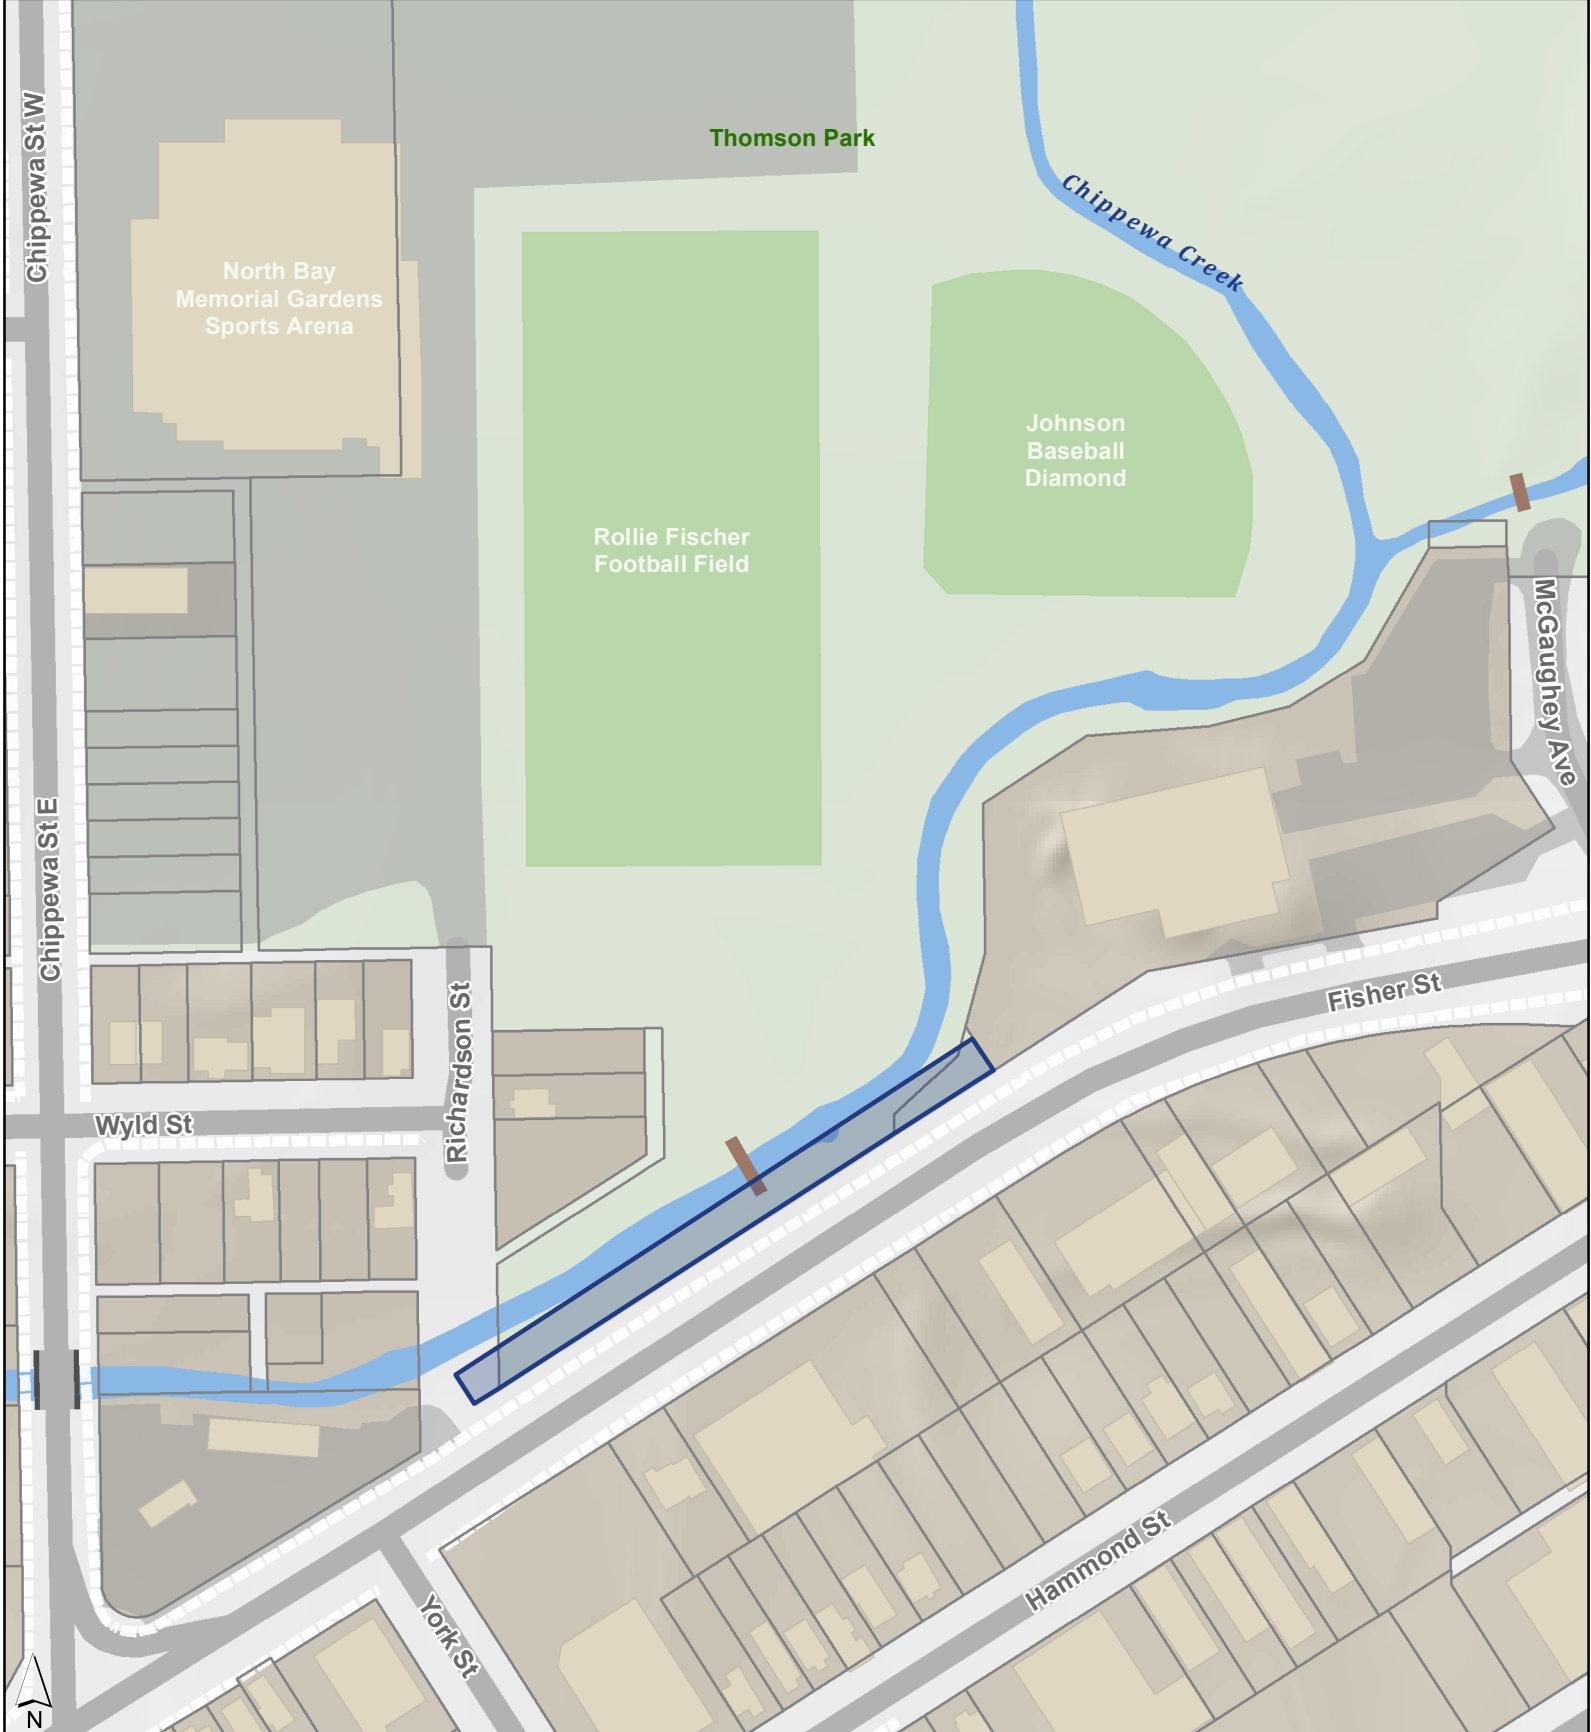 Chippewa St W
Thomson Park
Chippewa Creek
North Bay
Memorial Gardens
Sports Arena
Johnson
Baseball
Diamond
Rollie Fischer
Football Field
McGaughey Ave
Chippewa St E
Fisher St
Richardson St
Wyld St
Hammond St
York St
N